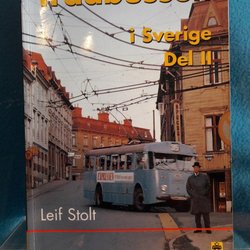 i Sverige
Del II
Leif Stolt